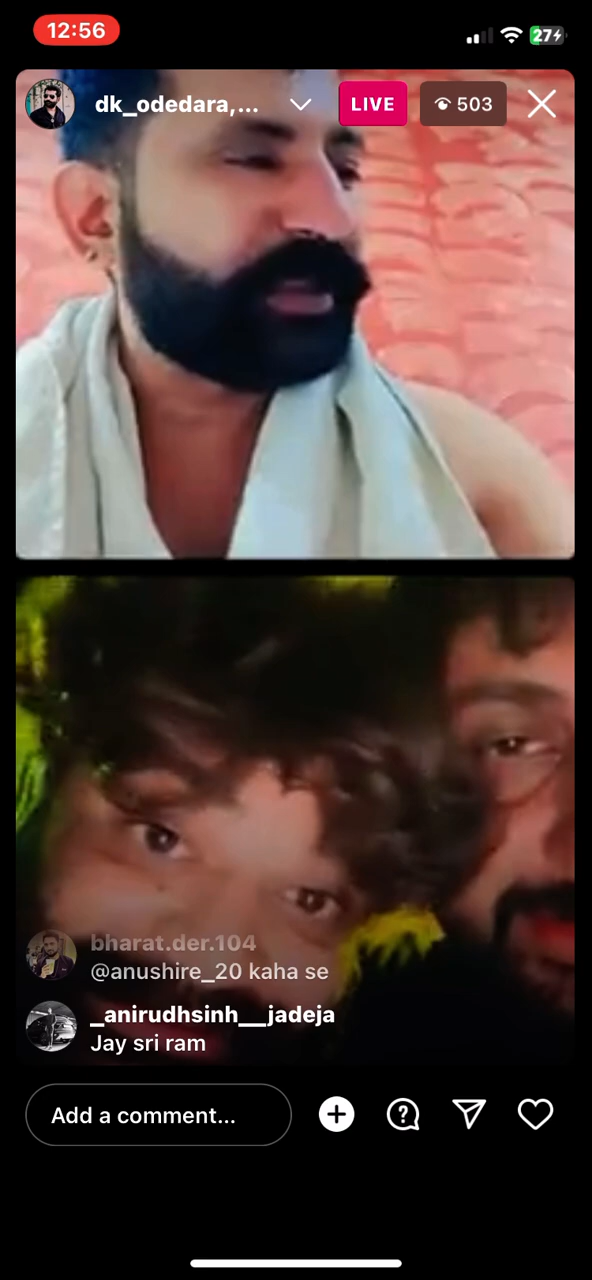 12:56
27
dk_odedara,...
LIVE
503
bharat.der.104
@anushire_20 kaha se
_anirudhsinh__jadeja
Jay sri ram
Add a comment...